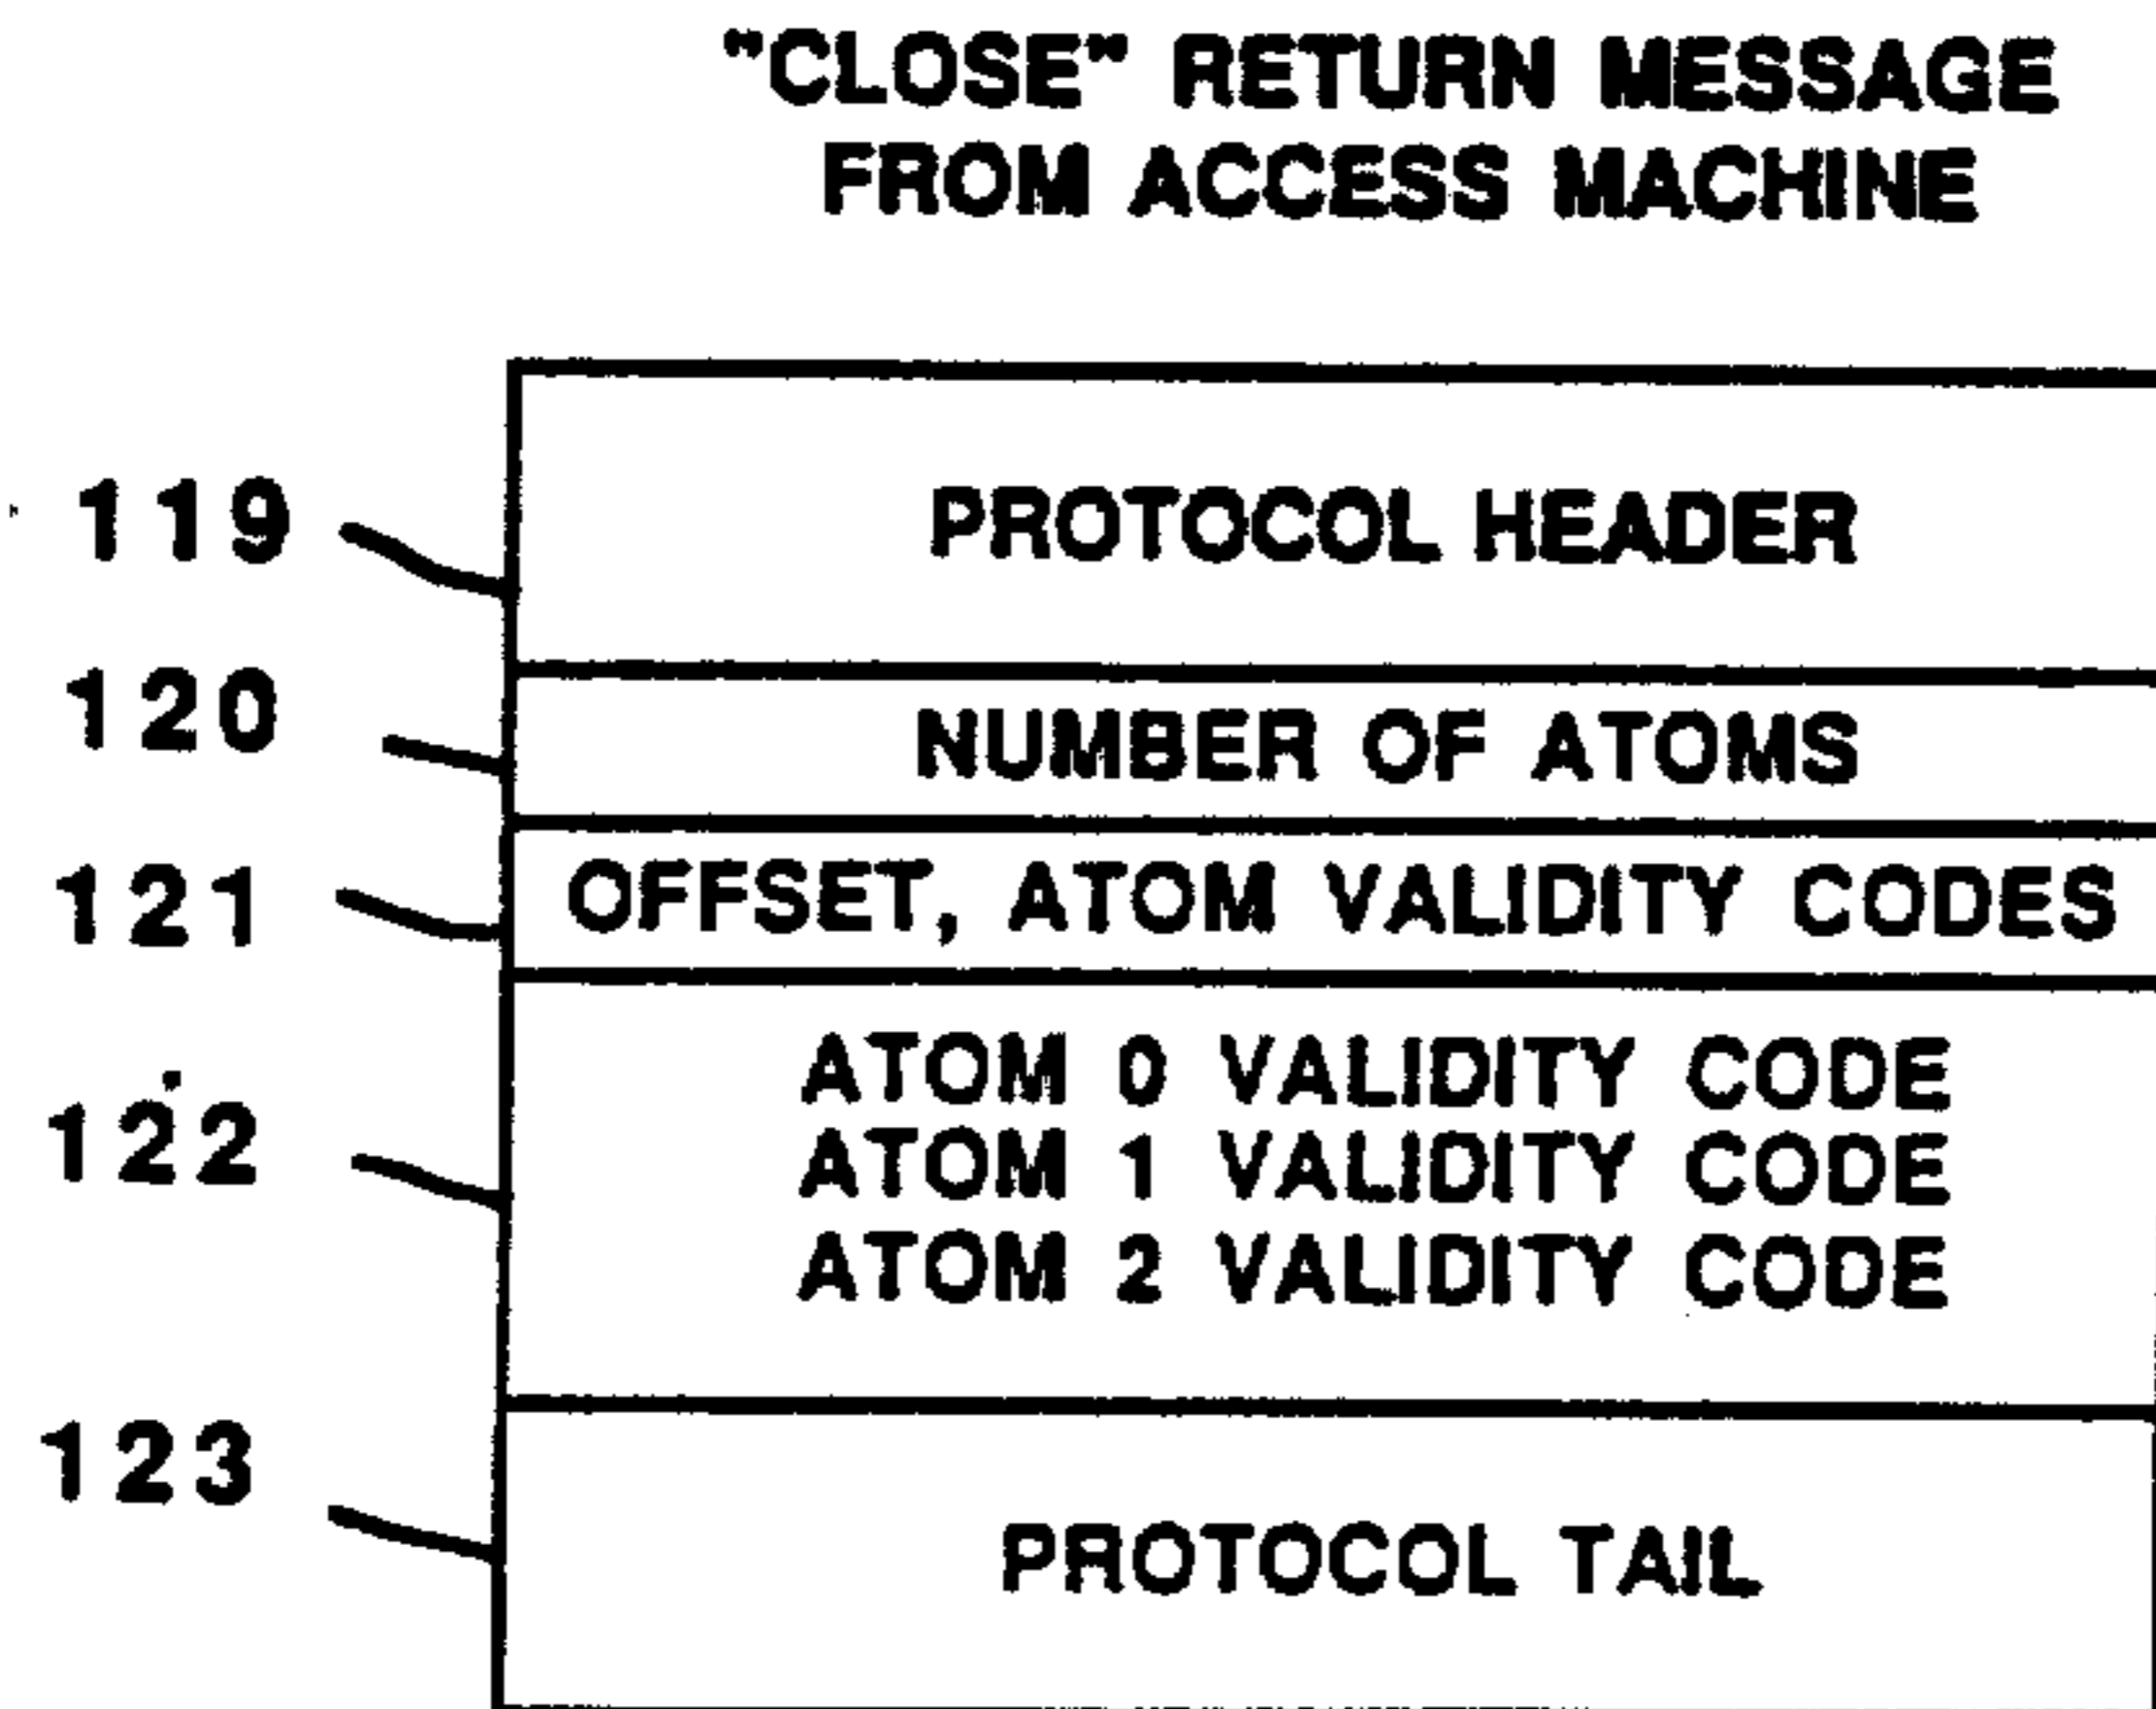 "CLOSE" RETURN MESSAGE
FROM ACCESS MACHINE
119 PROTOCOL HEADER
120 NUMBER OF ATOMS
121 OFFSET, ATOM VALIDITY CODES
ATOM 0 VALIDITY CODE
122 ATOM 1 VALIDITY CODE
ATOM 2 VALIDITY CODE
123
PROTOCOL TAIL